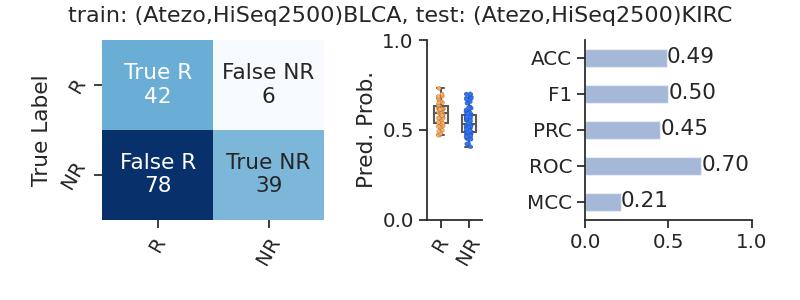 train: (Atezo,HiSeq2500)BLCA, test: (Atezo,HiSeq2500)KIRC
True Label
R
NR
True R
42
False NR
6
False R
78
True NR
39
R
NR
Pred. Prob.
1.0
0.5
0.0
R
NR
ACC
0.49
F1
0.50
PRC
0.45
ROC
0.70
MCC
0.21
0.0
0.5
1.0